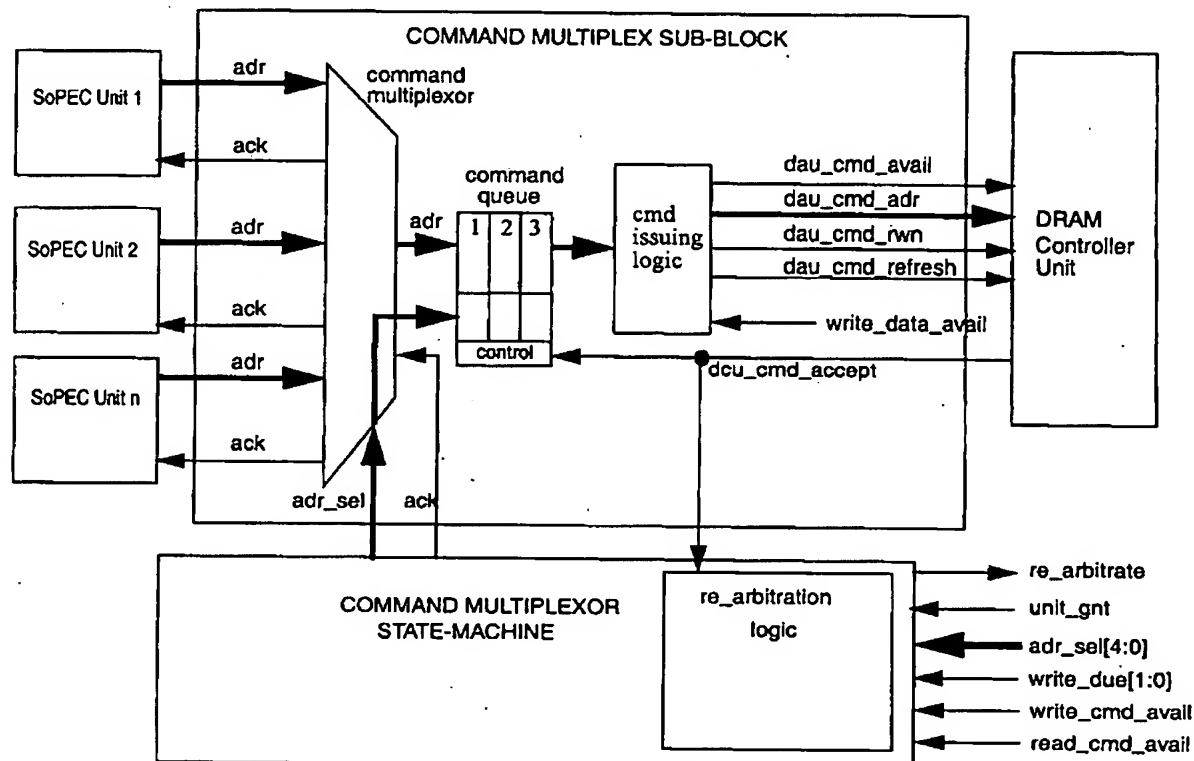 COMMAND MULTIPLEX SUB-BLOCK
SoPEC Unit 1
adr
ack
command
multiplexor
SoPEC Unit 2
adr
ack
SoPEC Unit n
adr
ack
adr
command
queue
1 2 3
control
cmd
issuing
logic
dau_cmd_avail
dau_cmd_adr
dau_cmd_rwn
dau_cmd_refresh
write_data_avail
dcu_cmd_accept
DRAM
Controller
Unit
adr_sel
ack
COMMAND MULTIPLEXOR
STATE-MACHINE
re_arbitration
logic
re_arbitrate
unit_gnt
adr_sel[4:0]
write_due[1:0]
write_cmd_avail
read_cmd_avail